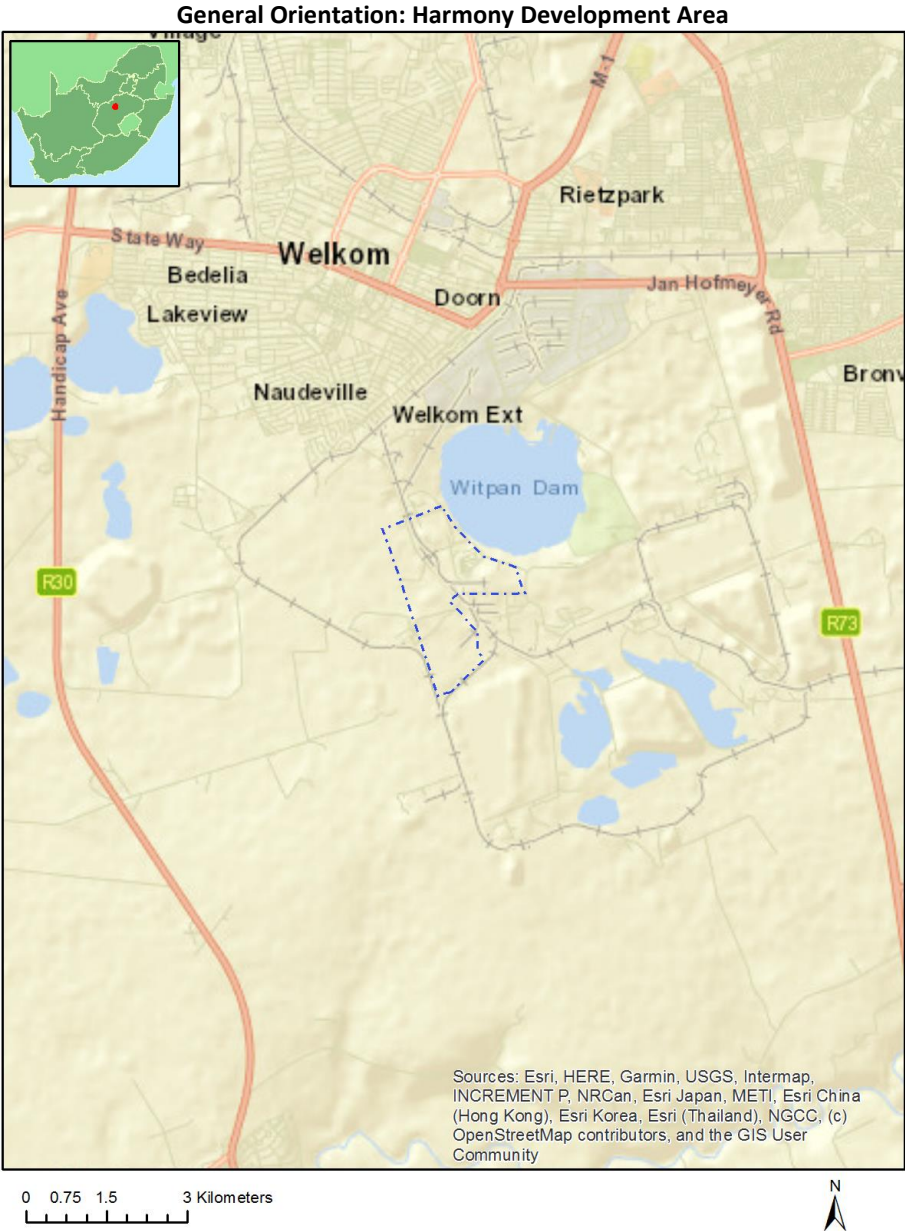 General Orientation: Harmony Development Area
Village
M-1
Rietzpark
State Way
Welkom
Bedelia
Jan Hofmeyer Rd
Doorn
Lakeview
Handicap Ave
Bronv
Naudeville
Welkom Ext
Witpan Dam
R30
R73
Sources: Esri, HERE, Garmin, USGS, Intermap,
INCREMENT P, NRCan, Esri Japan, METI, Esri China
(Hong Kong), Esri Korea, Esri (Thailand), NGCC, (c)
OpenStreetMap contributors, and the GIS User
Community
0 0.75 1.5 3 Kilometers
N